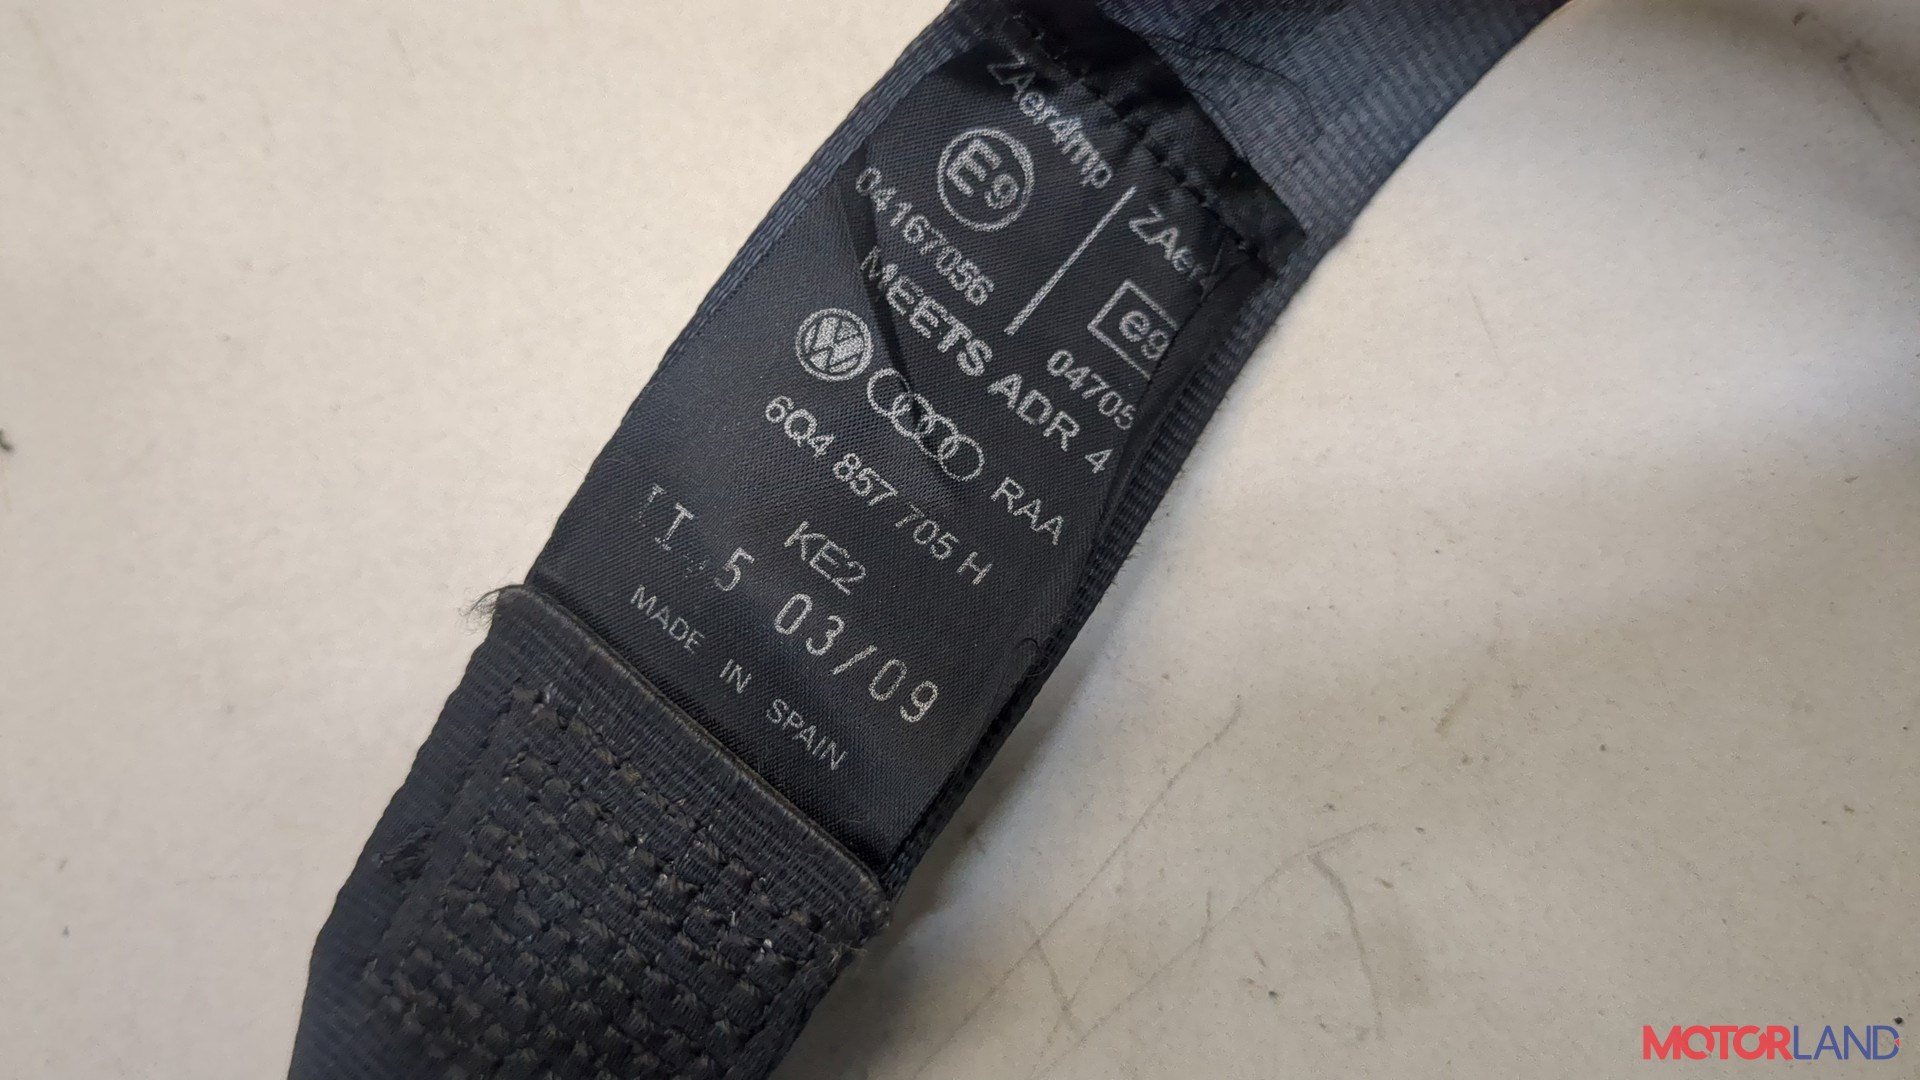 ZAer4mp
ZAer
E9
e9
04167056
04705
MEETS ADR 4
RAA
6Q4 857 705 H
KE2
5 03/09
MADE IN SPAIN
MOTORLAND